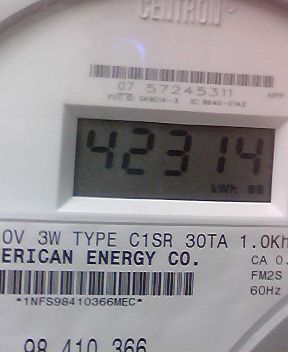 CENTRON
07 57245311
42314
kWh
0V 3W TYPE C1SR 30TA 1.0Kh
ERICAN ENERGY CO.
CA 0.
FM2S
60Hz
*1NFS98410366MEC*
98 410 366